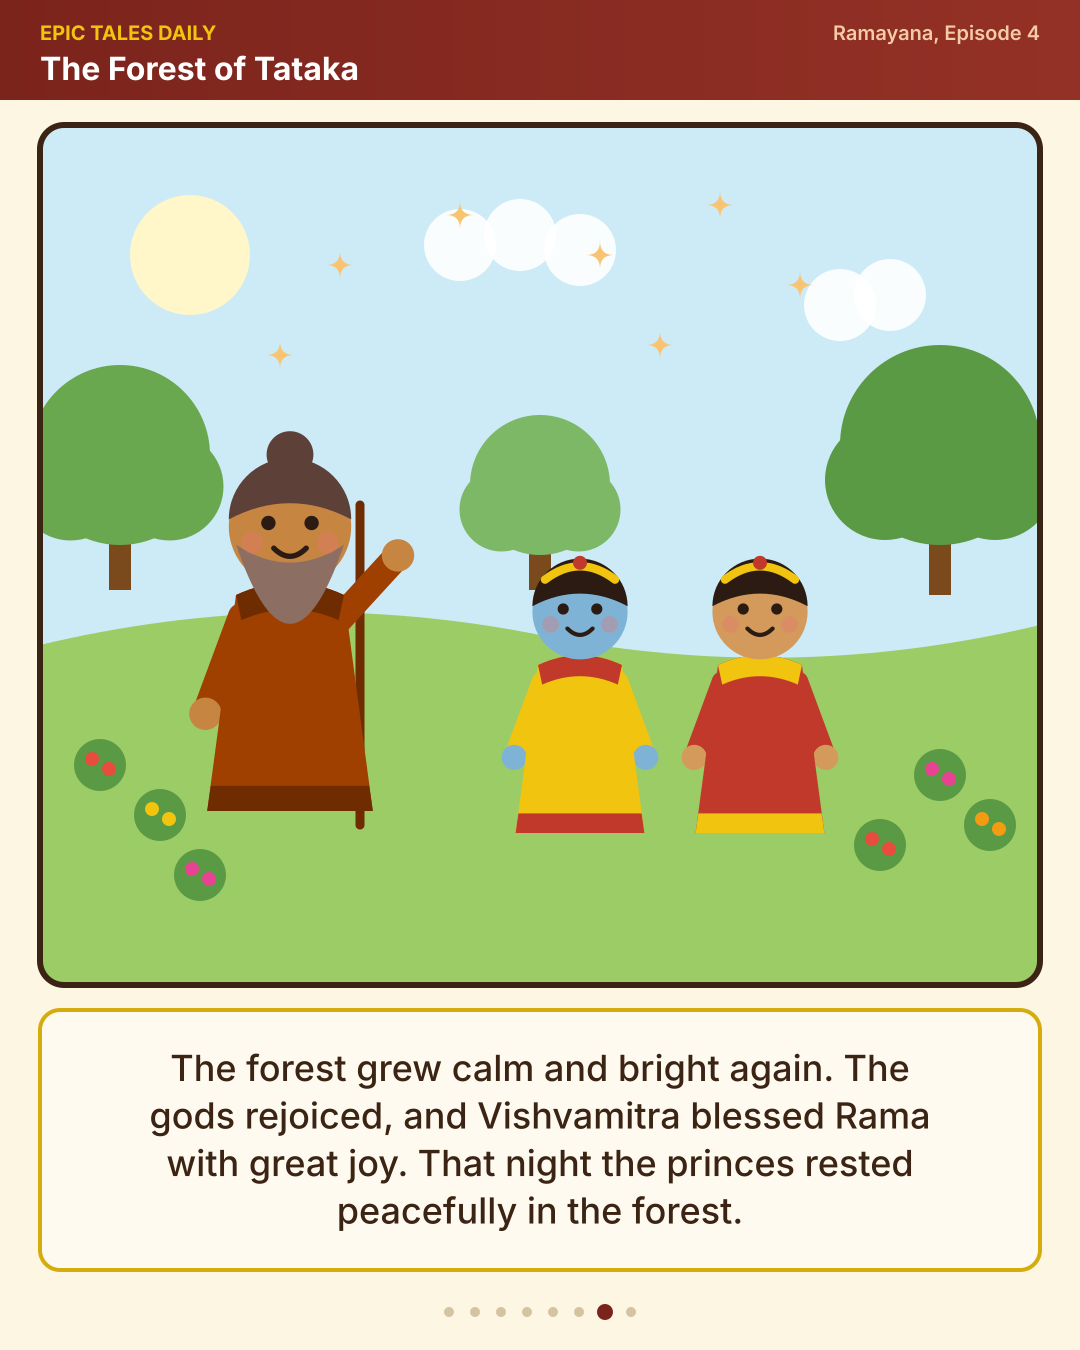 EPIC TALES DAILY
Ramayana, Episode 4
The Forest of Tataka
The forest grew calm and bright again. The
gods rejoiced, and Vishvamitra blessed Rama
with great joy. That night the princes rested
peacefully in the forest.